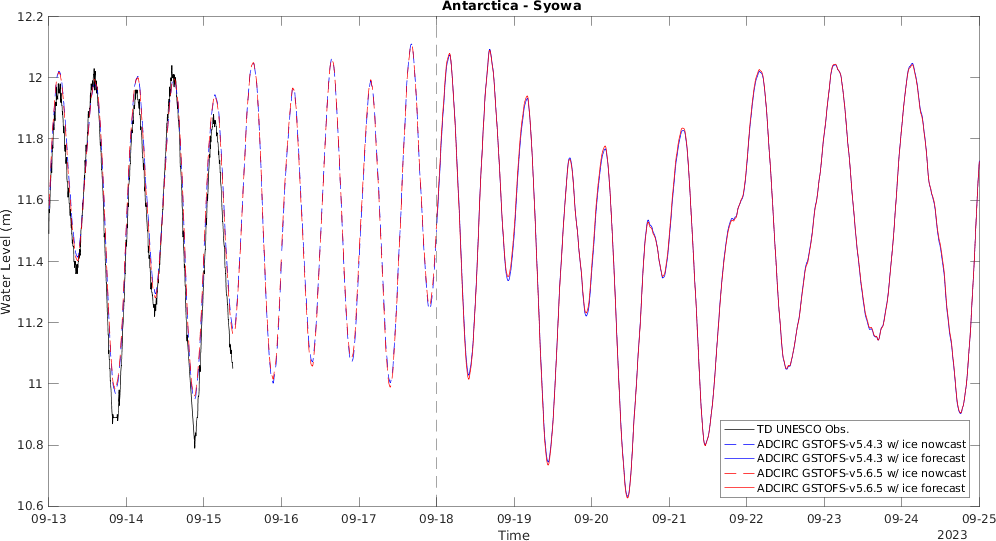 Antarctica - Syowa
Water Level (m)
12.2
12
11.8
11.6
11.4
11.2
11
10.8
10.6
TD UNESCO Obs.
ADCIRC GSTOFS-v5.4.3 w/ ice nowcast
ADCIRC GSTOFS-v5.4.3 w/ ice forecast
ADCIRC GSTOFS-v5.6.5 w/ ice nowcast
ADCIRC GSTOFS-v5.6.5 w/ ice forecast
09-13 09-14 09-15 09-16 09-17 09-18 09-19 09-20 09-21 09-22 09-23 09-24 09-25
Time
2023